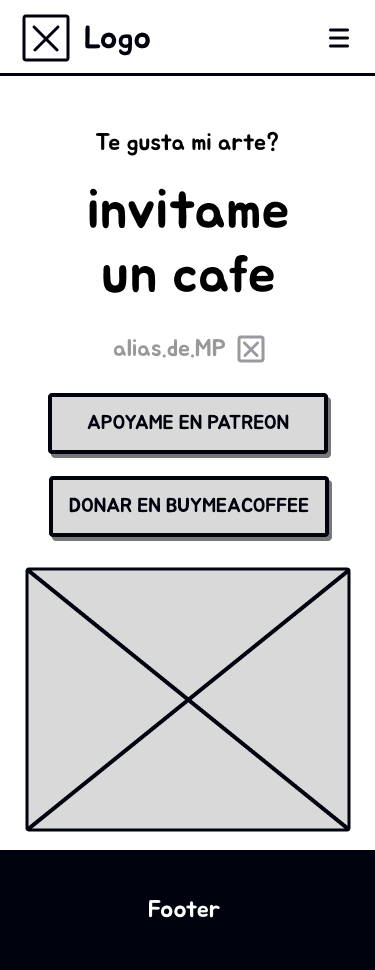 Logo
Te gusta mi arte?
invitame
un cafe
alias.de.MP
APOYAME EN PATREON
DONAR EN BUYMEACOFFEE
Footer